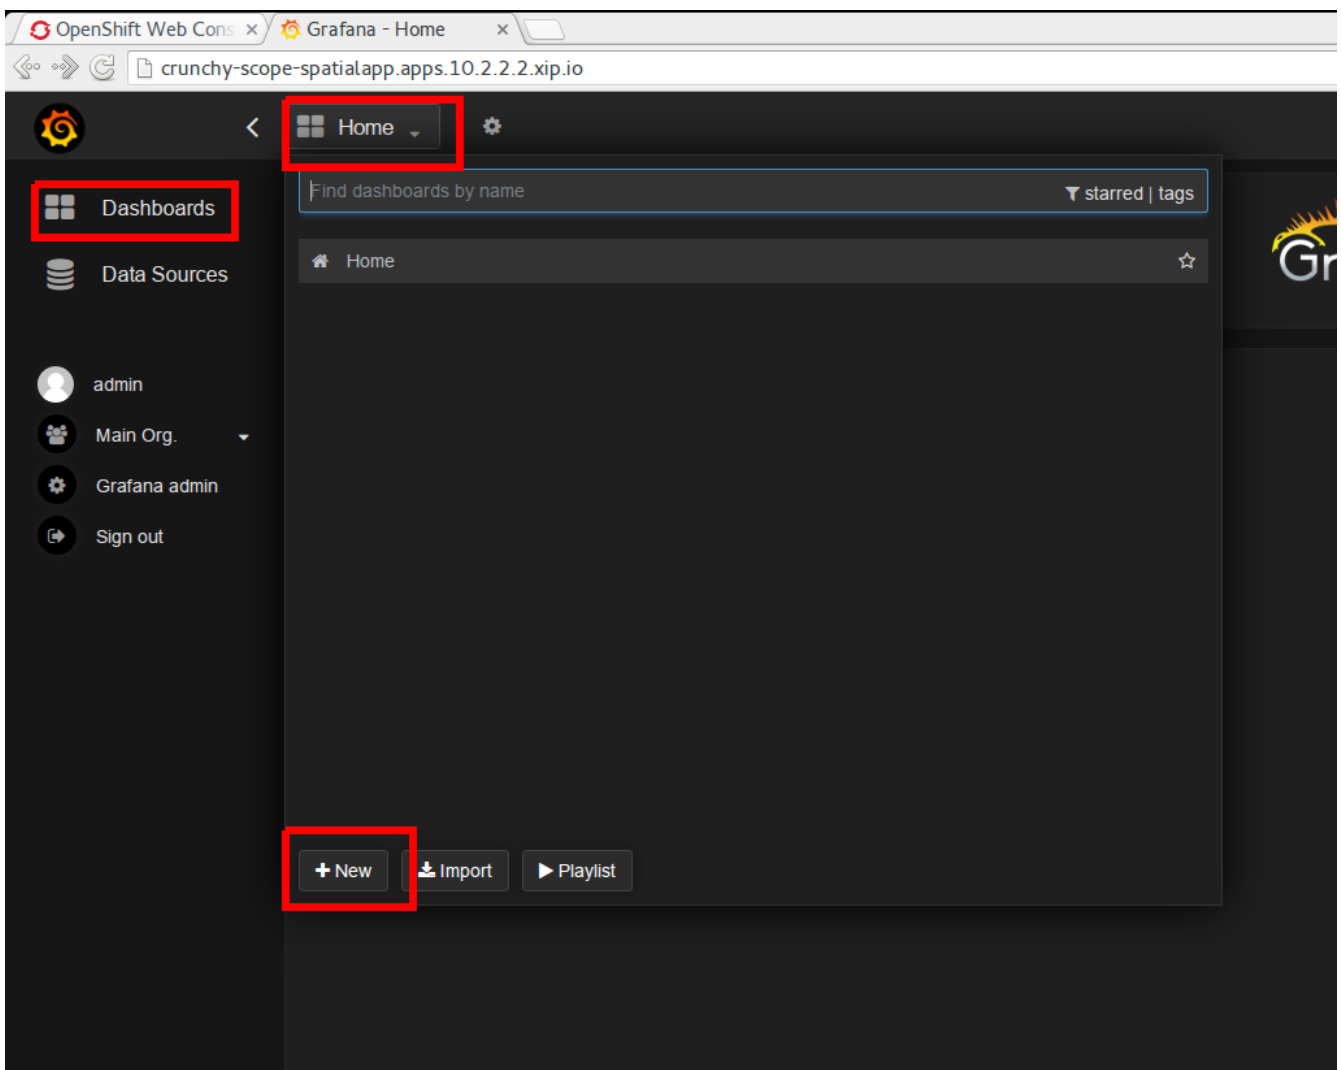 OpenShift Web Cons
Grafana - Home
crunchy-scope-spatialapp.apps.10.2.2.2.xip.io
Home
Dashboards
Find dashboards by name
starred | tags
Data Sources
Home
Gr
admin
Main Org.
Grafana admin
Sign out
+ New
Import
Playlist